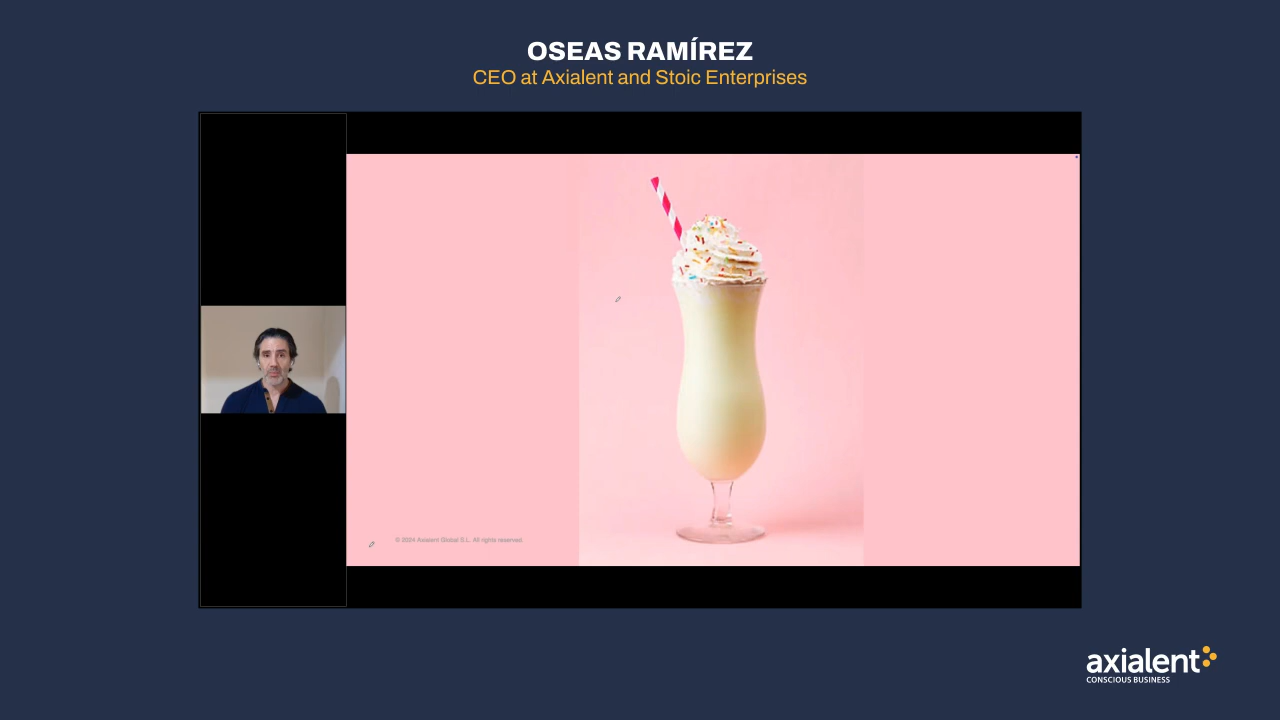 OSEAS RAMÍREZ
CEO at Axialent and Stoic Enterprises
© 2024 Axialent Global S.L. All rights reserved.
axialent
CONSCIOUS BUSINESS